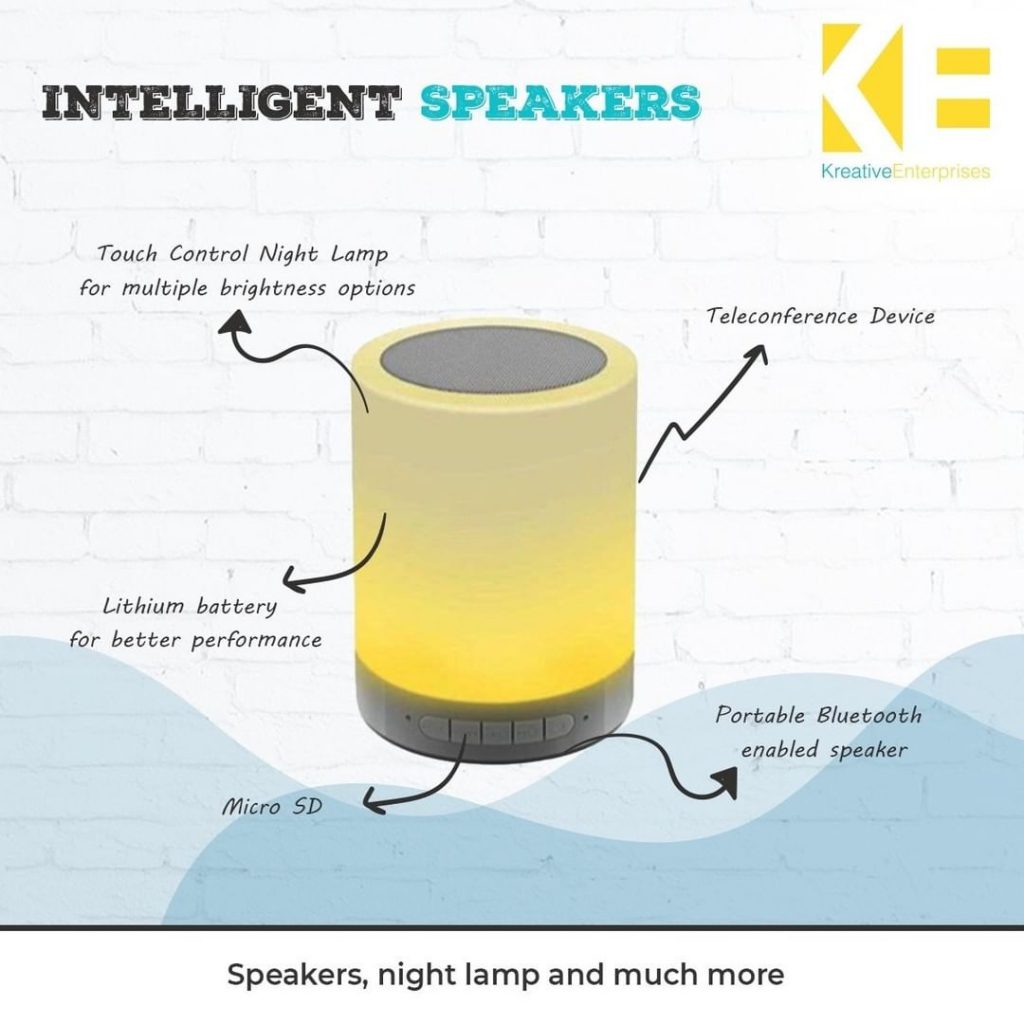 INTELLIGENT SPEAKERS
KE
KreativeEnterprises
Touch Control Night Lamp
for multiple brightness options
Teleconference Device
Lithium battery
for better performance
Portable Bluetooth
enabled speaker
Micro SD
Speakers, night lamp and much more